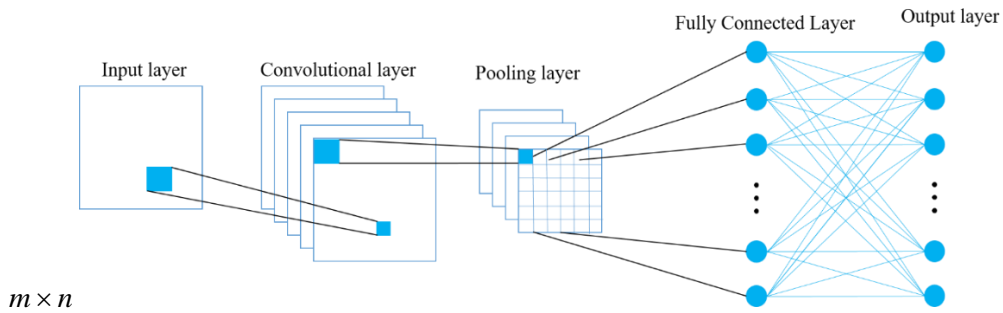 Input layer
Convolutional layer
Pooling layer
Fully Connected Layer
Output layer
m × n